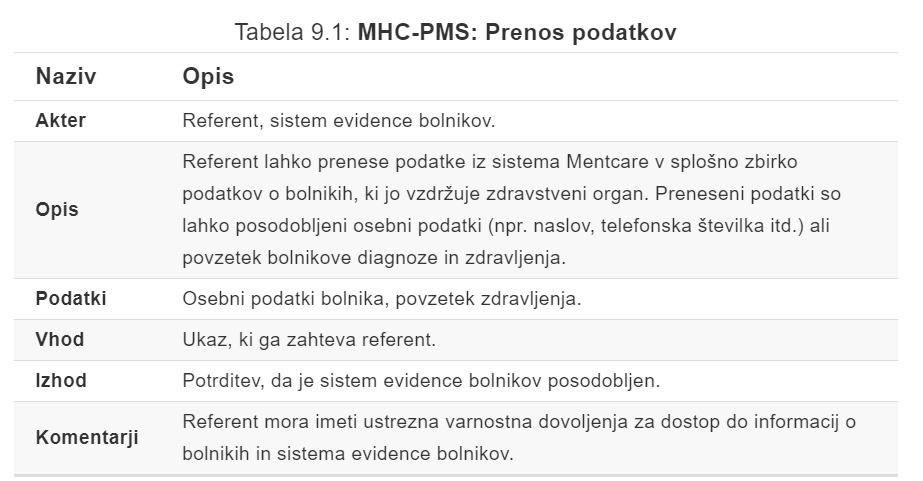 Tabela 9.1: MHC-PMS: Prenos podatkov
Naziv Opis
Akter Referent, sistem evidence bolnikov.
Opis Referent lahko prenese podatke iz sistema Mentcare v splošno zbirko
podatkov o bolnikih, ki jo vzdržuje zdravstveni organ. Preneseni podatki so
lahko posodobljeni osebni podatki (npr. naslov, telefonska številka itd.) ali
povzetek bolnikove diagnoze in zdravljenja.
Podatki Osebni podatki bolnika, povzetek zdravljenja.
Vhod Ukaz, ki ga zahteva referent.
Izhod Potrditev, da je sistem evidence bolnikov posodobljen.
Komentarji Referent mora imeti ustrezna varnostna dovoljenja za dostop do informacij o
bolnikih in sistema evidence bolnikov.